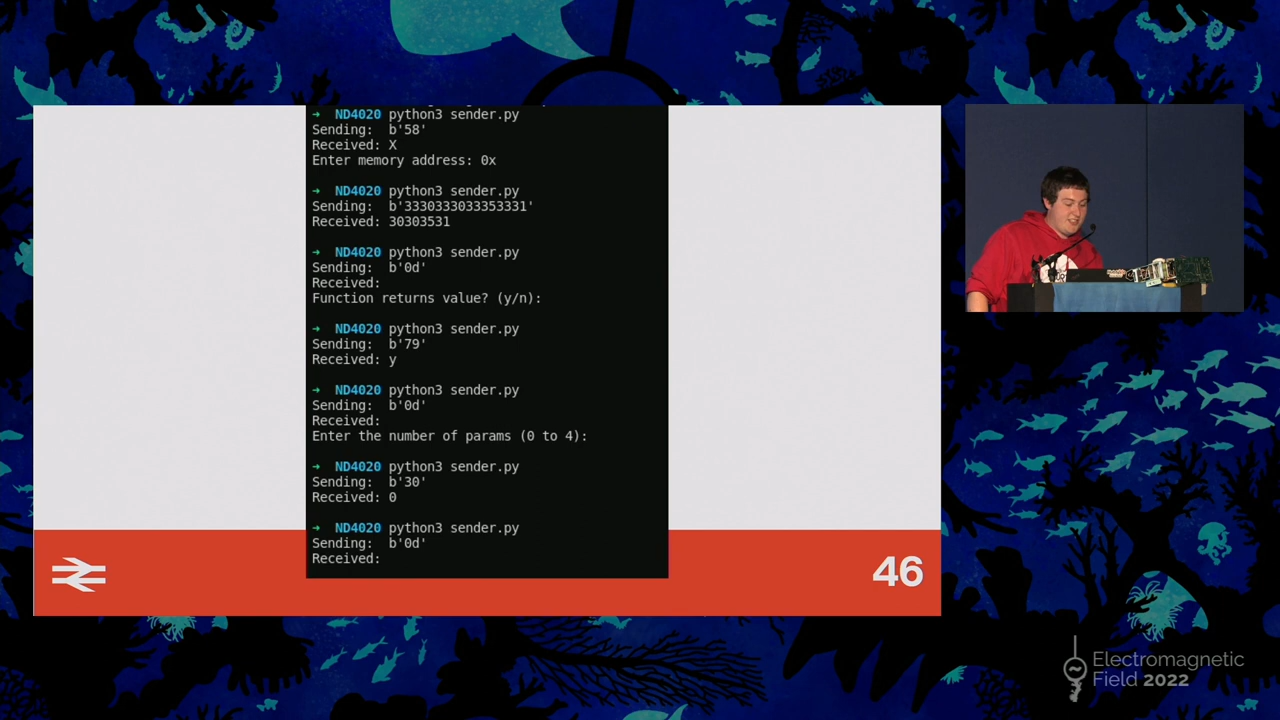 ➜ ND4020 python3 sender.py
Sending: b'58'
Received: X
Enter memory address: 0x
➜ ND4020 python3 sender.py
Sending: b'3330333033353331'
Received: 30303531
➜ ND4020 python3 sender.py
Sending: b'0d'
Received:
Function returns value? (y/n):
➜ ND4020 python3 sender.py
Sending: b'79'
Received: y
➜ ND4020 python3 sender.py
Sending: b'0d'
Received:
Enter the number of params (0 to 4):
➜ ND4020 python3 sender.py
Sending: b'30'
Received: 0
➜ ND4020 python3 sender.py
Sending: b'0d'
Received:
46
Electromagnetic
Field 2022